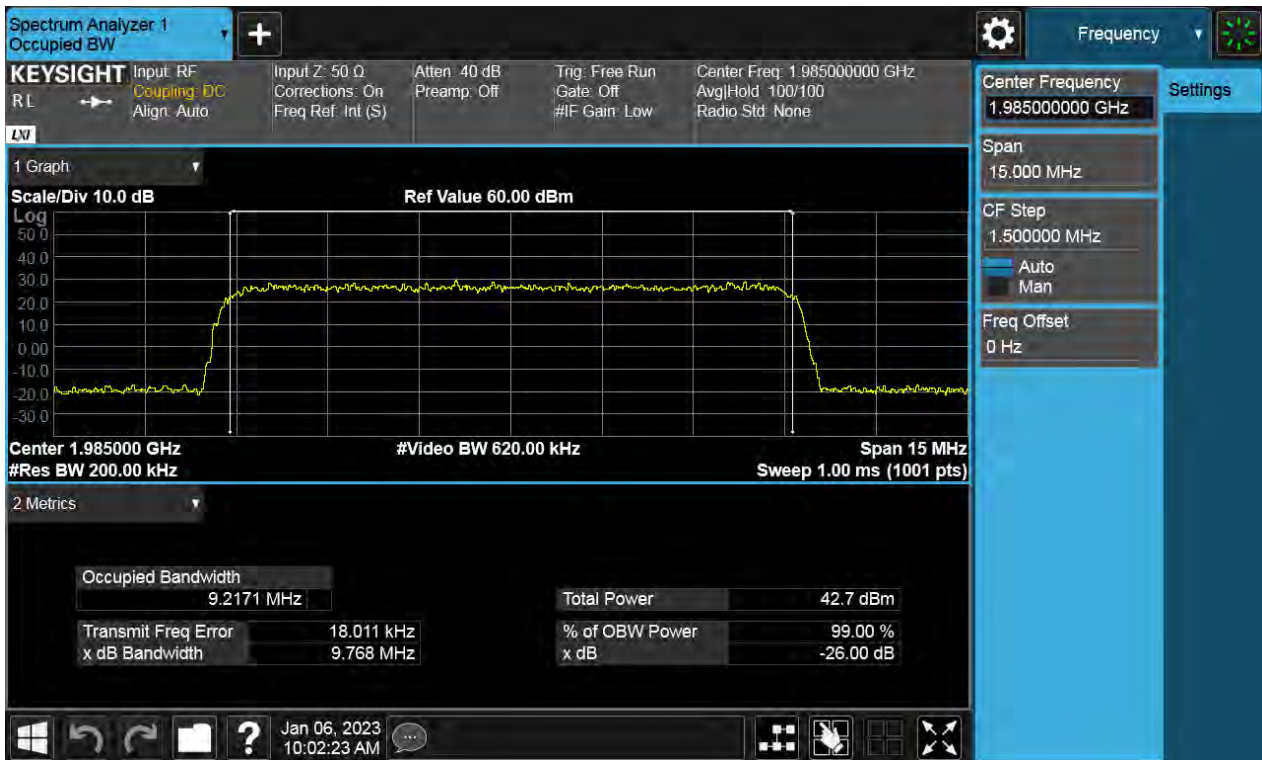 Spectrum Analyzer 1
Occupied BW
+
Frequency
KEYSIGHT
RL
LXI
Input: RF
Coupling: DC
Align: Auto
Input Z: 50 Ω
Corrections: On
Freq Ref: Int (S)
Atten: 40 dB
Preamp: Off
Trig: Free Run
Gate: Off
#IF Gain: Low
Center Freq: 1.985000000 GHz
Avg|Hold: 100/100
Radio Std: None
Center Frequency
1.985000000 GHz
Settings
Span
15.000 MHz
CF Step
1.500000 MHz
Auto
Man
Freq Offset
0 Hz
1 Graph
Scale/Div 10.0 dB
Ref Value 60.00 dBm
Log
50.0
40.0
30.0
20.0
10.0
0.00
-10.0
-20.0
-30.0
Center 1.985000 GHz
#Video BW 620.00 kHz
Span 15 MHz
#Res BW 200.00 kHz
Sweep 1.00 ms (1001 pts)
2 Metrics
Occupied Bandwidth
9.2171 MHz
Total Power 42.7 dBm
Transmit Freq Error 18.011 kHz
% of OBW Power 99.00 %
x dB Bandwidth 9.768 MHz
x dB -26.00 dB
?
Jan 06, 2023
10:02:23 AM